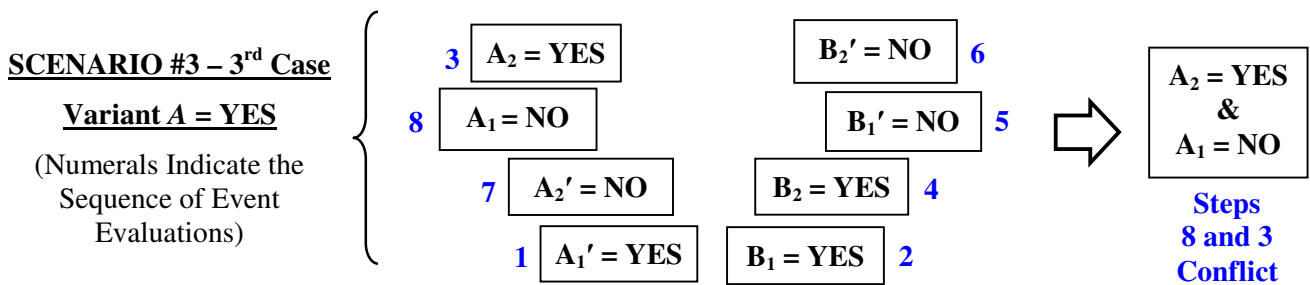 SCENARIO #3 – 3rd Case
Variant A = YES
(Numerals Indicate the
Sequence of Event
Evaluations)
3 A₂ = YES
8 A₁ = NO
7 A₂′ = NO
1 A₁′ = YES
B₂′ = NO 6
B₁′ = NO 5
B₂ = YES 4
B₁ = YES 2
A₂ = YES
&
A₁ = NO
Steps
8 and 3
Conflict